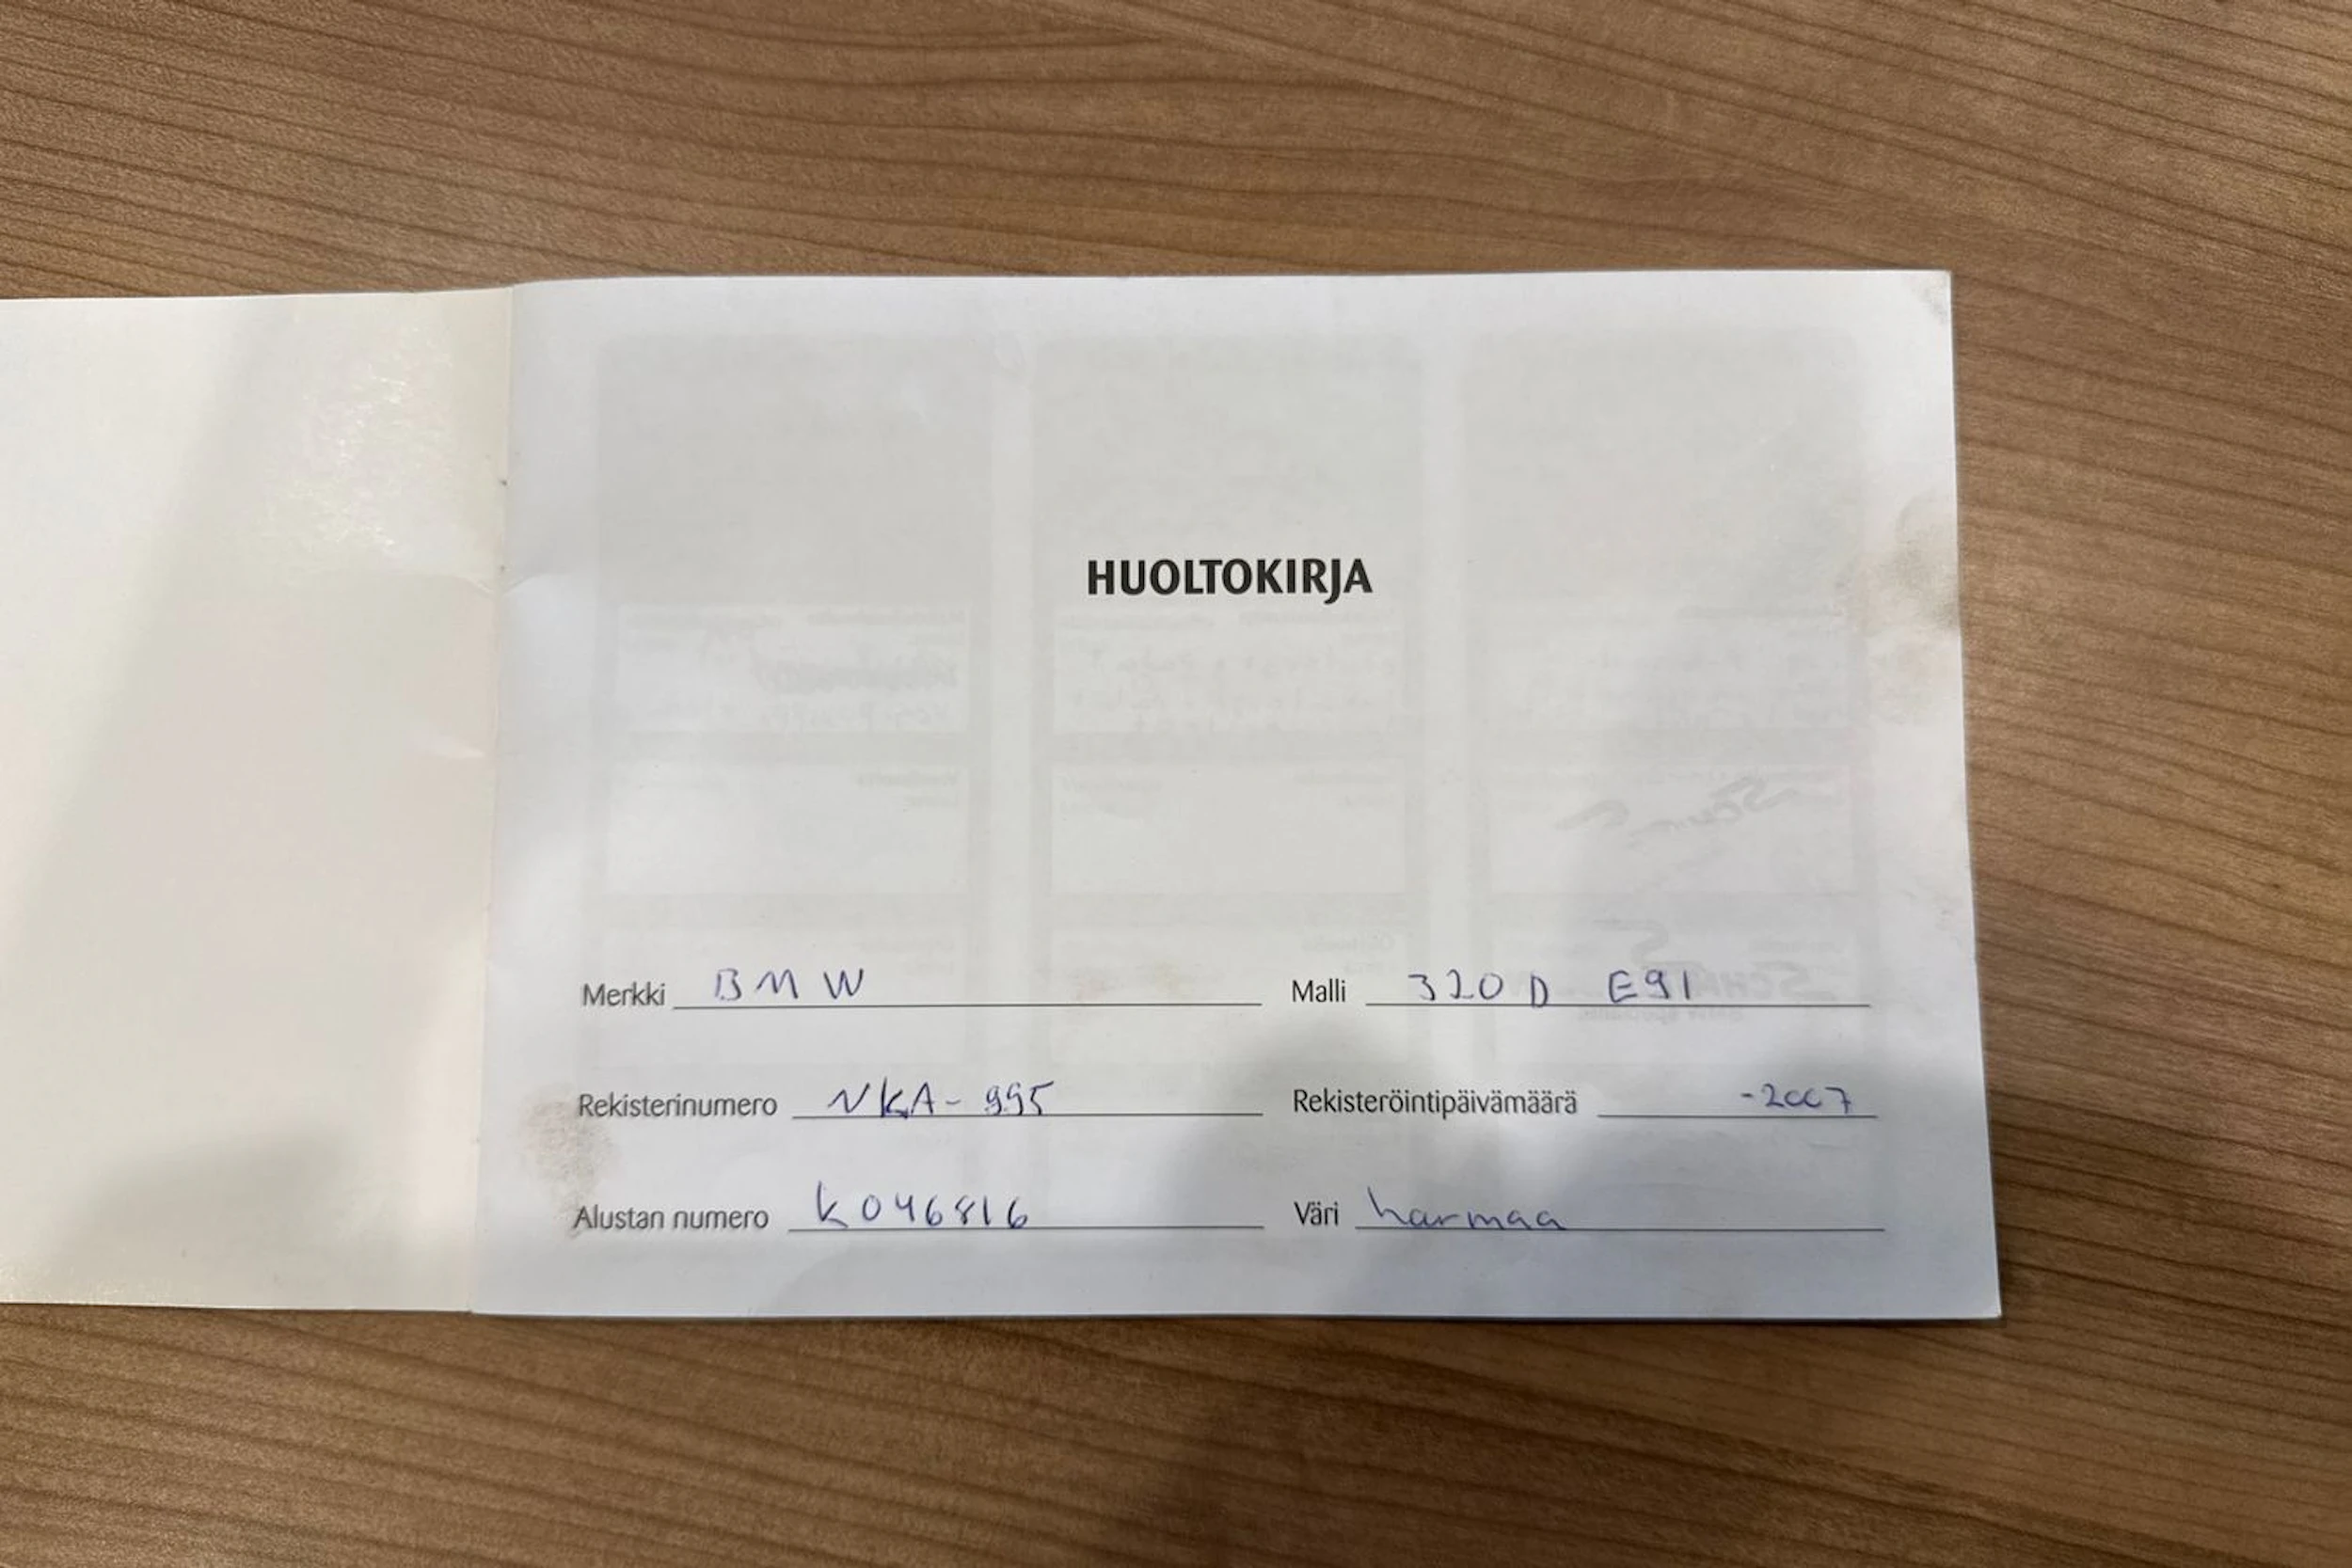 HUOLTOKIRJA
Merkki BMW Malli 320D E91
Rekisterinumero NKA-995 Rekisteröintipäivämäärä -2007
Alustan numero K046816 Väri harmaa